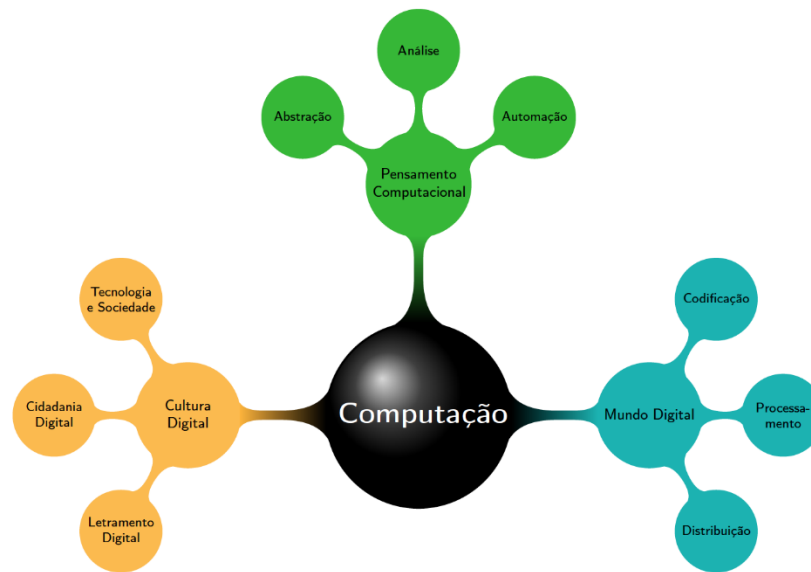 Análise
Abstração
Automação
Pensamento
Computacional
Tecnologia
e Sociedade
Cidadania
Digital
Letramento
Digital
Cultura
Digital
Computação
Mundo Digital
Codificação
Processa-
mento
Distribuição